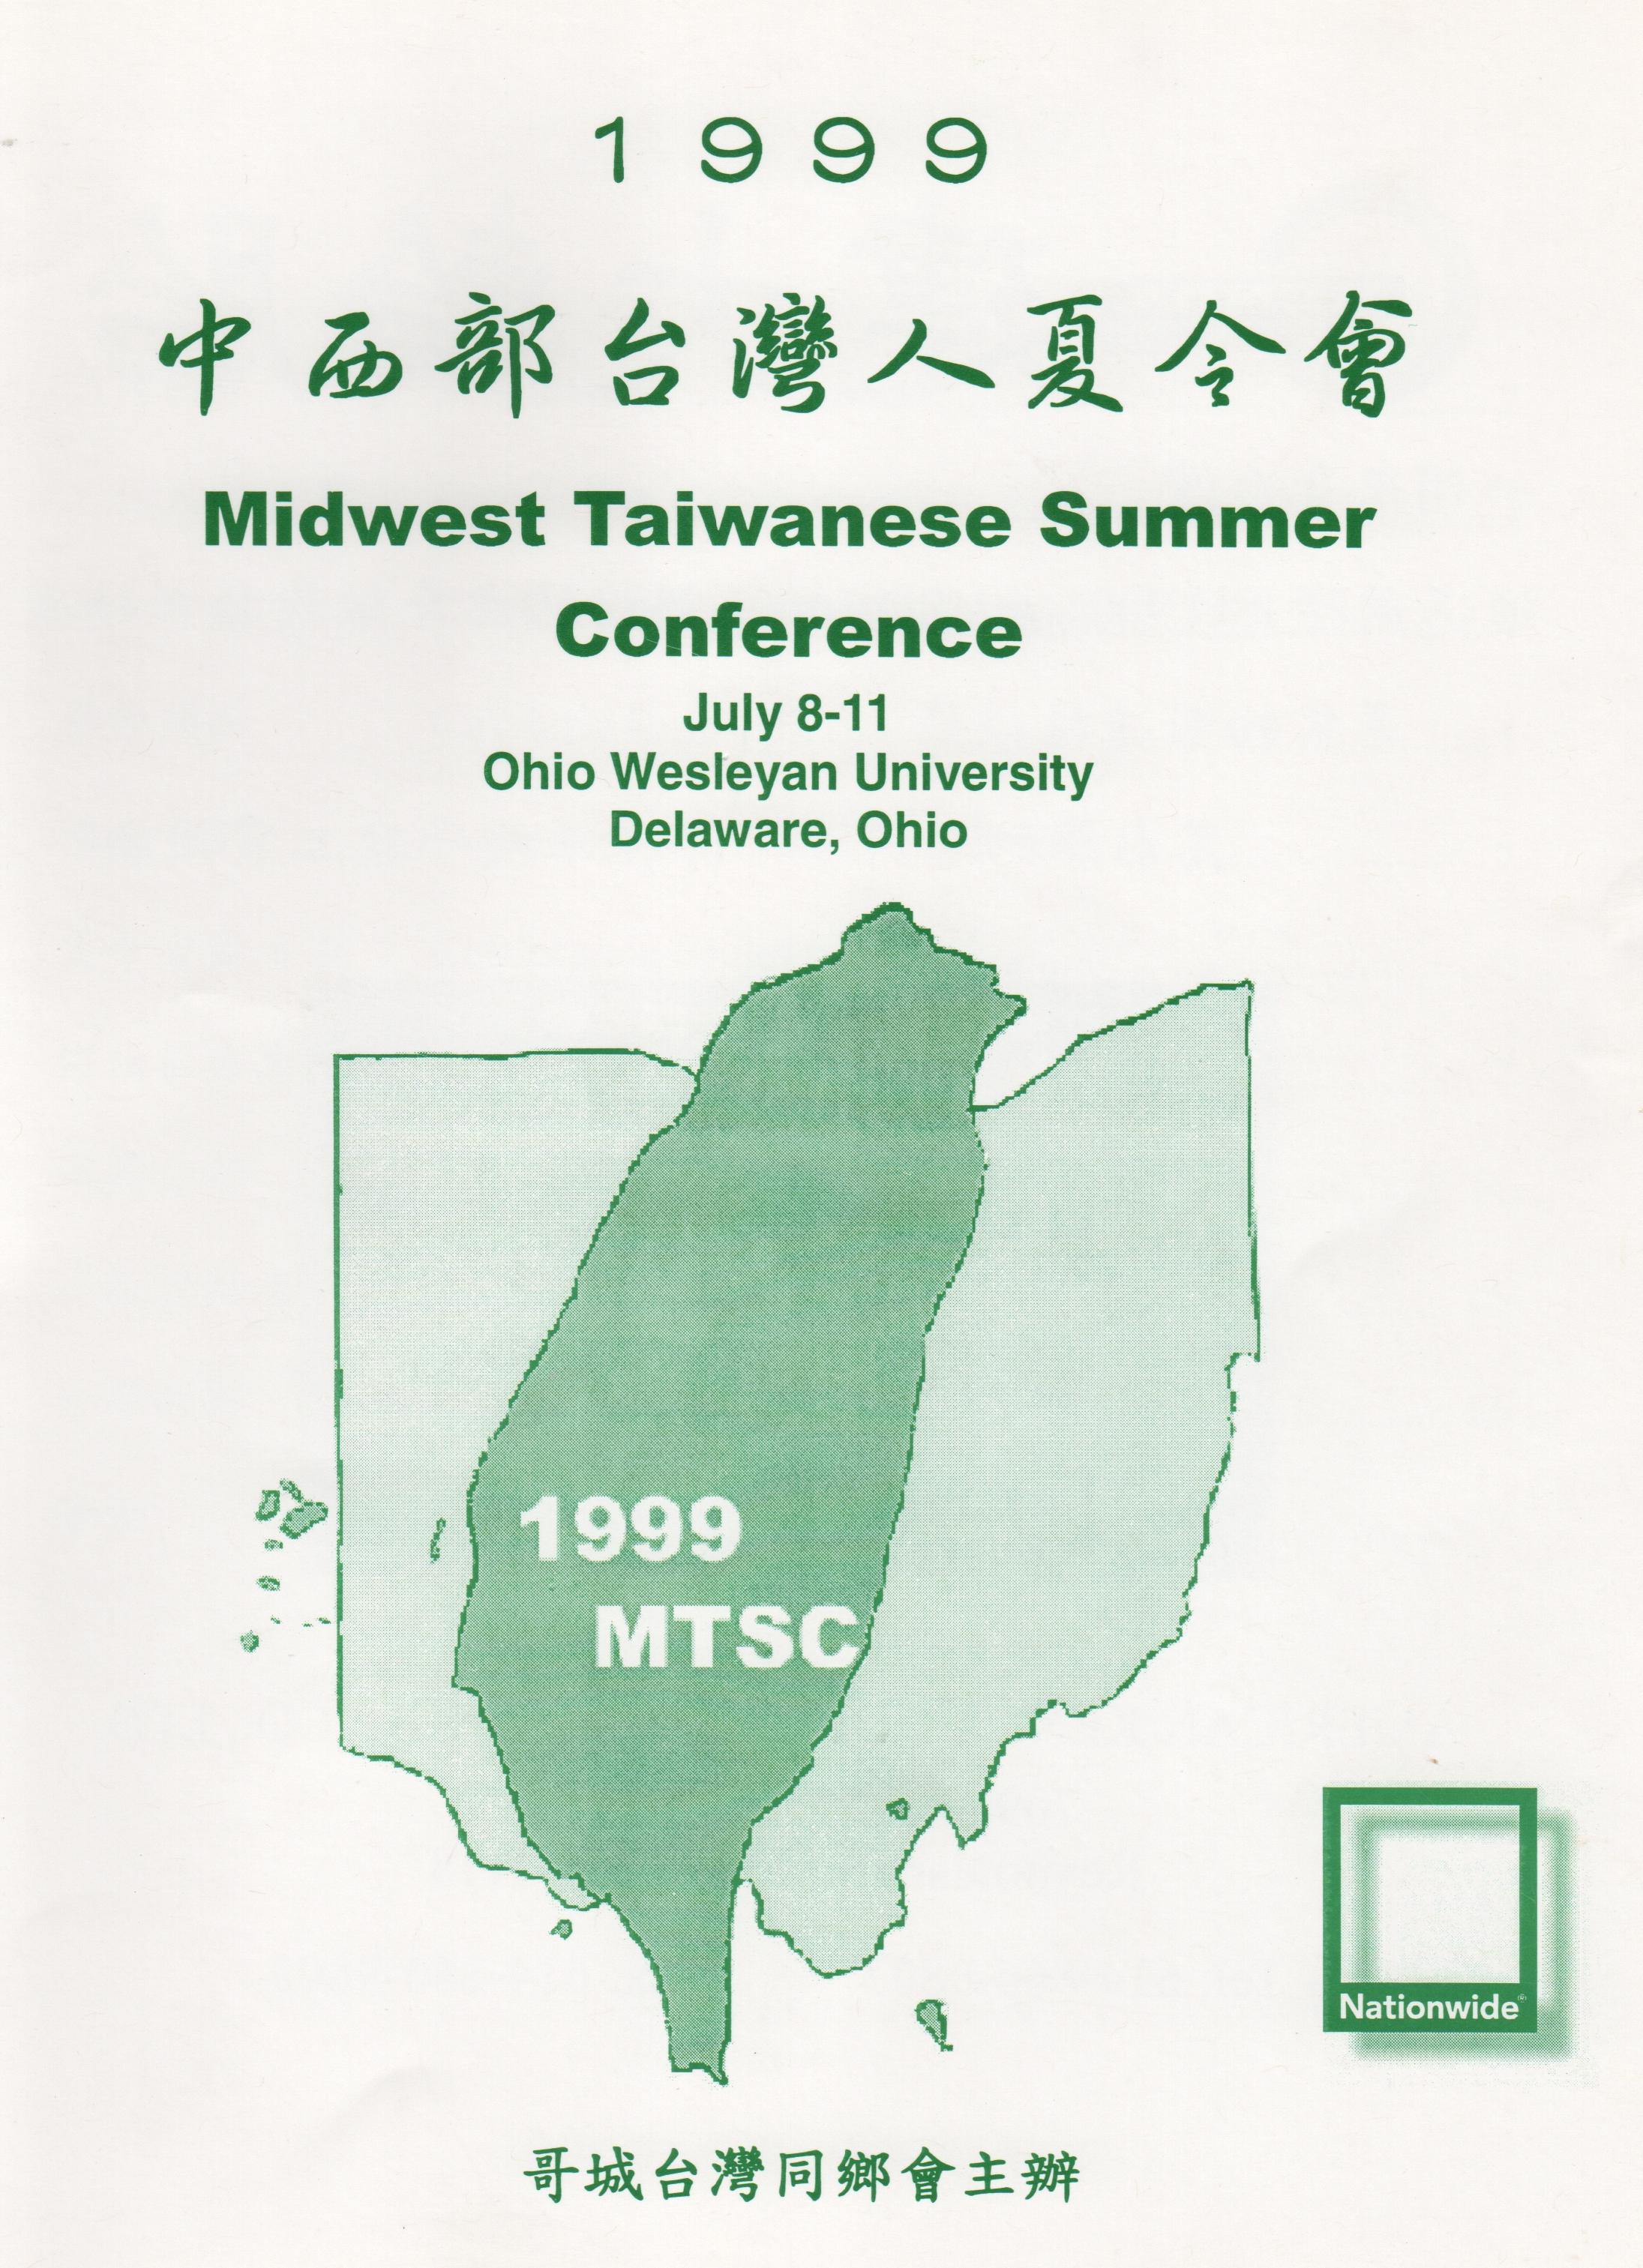 １９９９
中西部台灣人夏令會
Midwest Taiwanese Summer
Conference
July 8-11
Ohio Wesleyan University
Delaware, Ohio
1999
MTSC
Nationwide®
哥城台灣同鄉會主辦